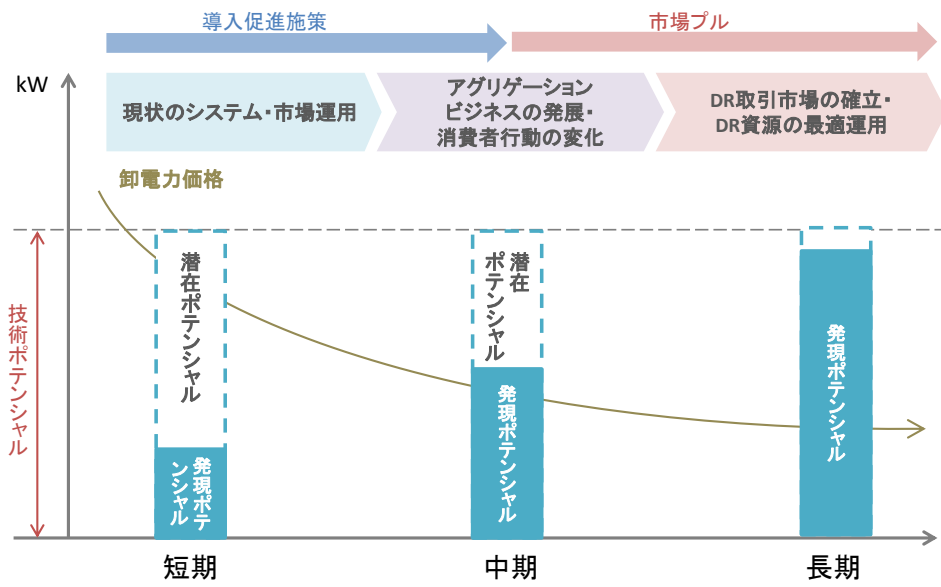 導入促進施策
市場プル
kW
現状のシステム・市場運用
アグリゲーション
ビジネスの発展・
消費者行動の変化
DR取引市場の確立・
DR資源の最適運用
卸電力価格
技術ポテンシャル
潜在ポテンシャル
発現ポテ
ンシャル
潜在
ポテンシャル
発現ポテンシャル
発現ポテンシャル
短期
中期
長期